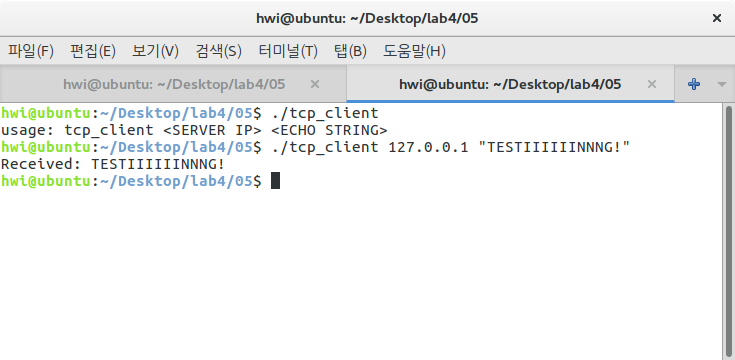 hwi@ubuntu: ~/Desktop/lab4/05
파일(F) 편집(E) 보기(V) 검색(S) 터미널(T) 탭(B) 도움말(H)
hwi@ubuntu: ~/Desktop/lab4/05 × hwi@ubuntu: ~/Desktop/lab4/05 ×
hwi@ubuntu:~/Desktop/lab4/05$ ./tcp_client
usage: tcp_client <SERVER IP> <ECHO STRING>
hwi@ubuntu:~/Desktop/lab4/05$ ./tcp_client 127.0.0.1 "TESTIIIIIINNNG!"
Received: TESTIIIIIINNNG!
hwi@ubuntu:~/Desktop/lab4/05$